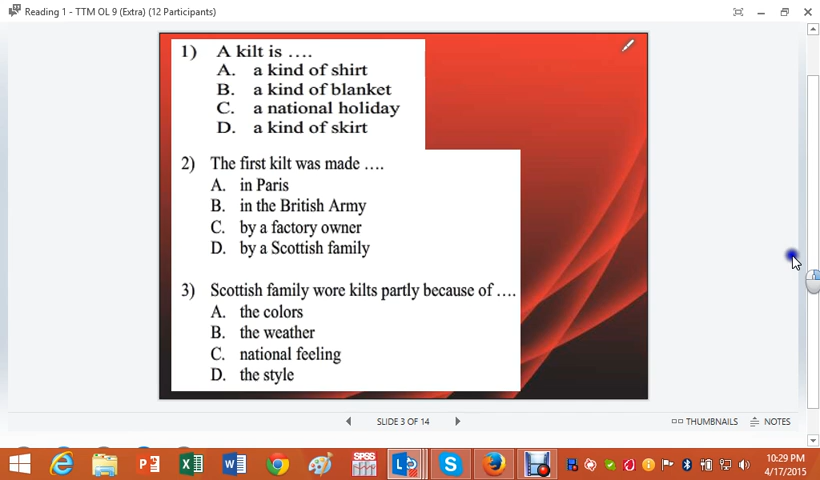 Reading 1 - TTM OL 9 (Extra) (12 Participants)
1) A kilt is ....
A. a kind of shirt
B. a kind of blanket
C. a national holiday
D. a kind of skirt
2) The first kilt was made ....
A. in Paris
B. in the British Army
C. by a factory owner
D. by a Scottish family
3) Scottish family wore kilts partly because of ....
A. the colors
B. the weather
C. national feeling
D. the style
SLIDE 3 OF 14
THUMBNAILS
NOTES
SPSS
10:29 PM
4/17/2015